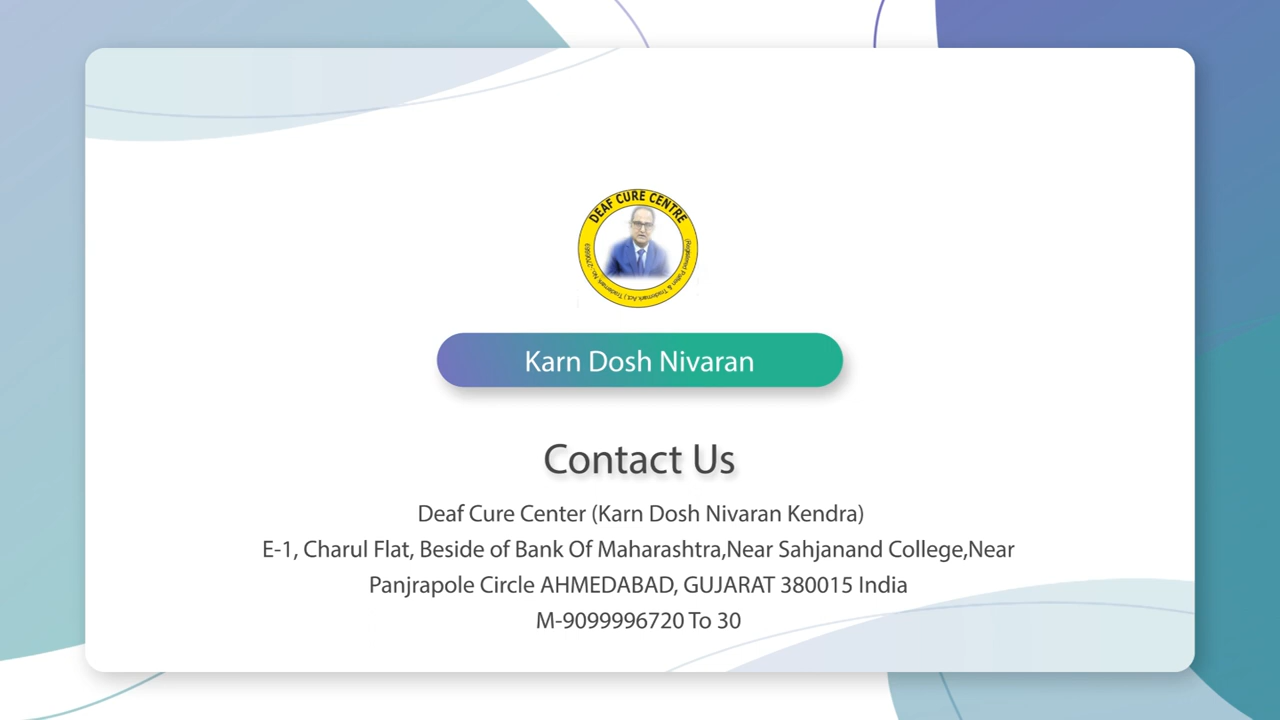 DEAF CURE CENTRE
Karn Dosh Nivaran
Contact Us
Deaf Cure Center (Karn Dosh Nivaran Kendra)
E-1, Charul Flat, Beside of Bank Of Maharashtra,Near Sahjanand College,Near
Panjrapole Circle AHMEDABAD, GUJARAT 380015 India
M-9099996720 To 30